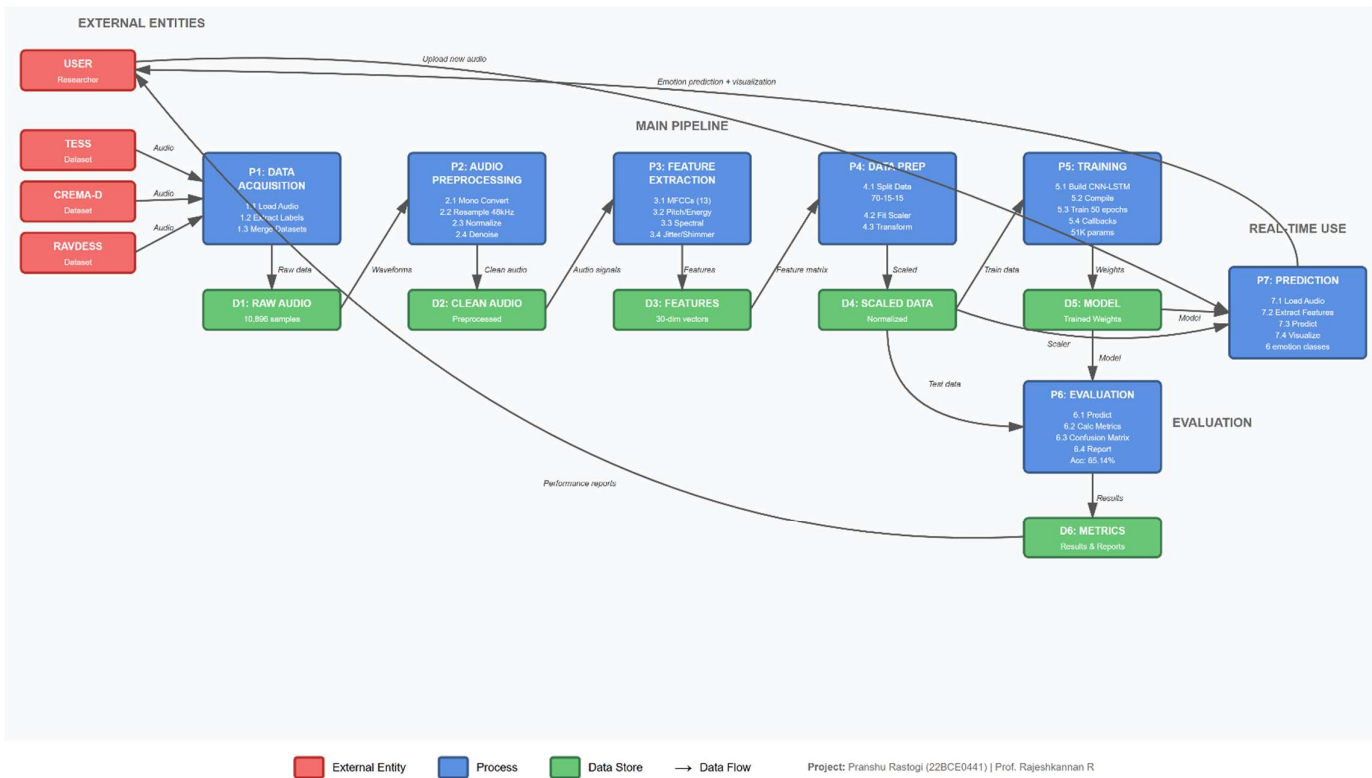 EXTERNAL ENTITIES
USER
Researcher
Upload new audio
Emotion prediction + visualization
MAIN PIPELINE
TESS
Dataset
Audio
CREMA-D
Dataset
Audio
RAVDESS
Dataset
Audio
P1: DATA
ACQUISITION
1.1 Load Audio
1.2 Extract Labels
1.3 Merge Datasets
P2: AUDIO
PREPROCESSING
2.1 Mono Convert
2.2 Resample 48kHz
2.3 Normalize
2.4 Denoise
P3: FEATURE
EXTRACTION
3.1 MFCCs (13)
3.2 Pitch/Energy
3.3 Spectral
3.4 Jitter/Shimmer
P4: DATA PREP
4.1 Split Data
70-15-15
4.2 Fit Scaler
4.3 Transform
P5: TRAINING
5.1 Build CNN-LSTM
5.2 Compile
5.3 Train 50 epochs
5.4 Callbacks
51K params
REAL-TIME USE
Raw data
Waveforms
Clean audio
Audio signals
Features
Feature matrix
Scaled
Train data
Weights
P7: PREDICTION
7.1 Load Audio
7.2 Extract Features
7.3 Predict
7.4 Visualize
6 emotion classes
D1: RAW AUDIO
10,896 samples
D2: CLEAN AUDIO
Preprocessed
D3: FEATURES
30-dim vectors
D4: SCALED DATA
Normalized
D5: MODEL
Trained Weights
Model
Scaler
Model
Test data
P6: EVALUATION
6.1 Predict
6.2 Calc Metrics
6.3 Confusion Matrix
6.4 Report
Acc: 65.14%
EVALUATION
Performance reports
Results
D6: METRICS
Results & Reports
External Entity
Process
Data Store
→ Data Flow
Project: Pranshu Rastogi (22BCE0441) | Prof. Rajeshkannan R